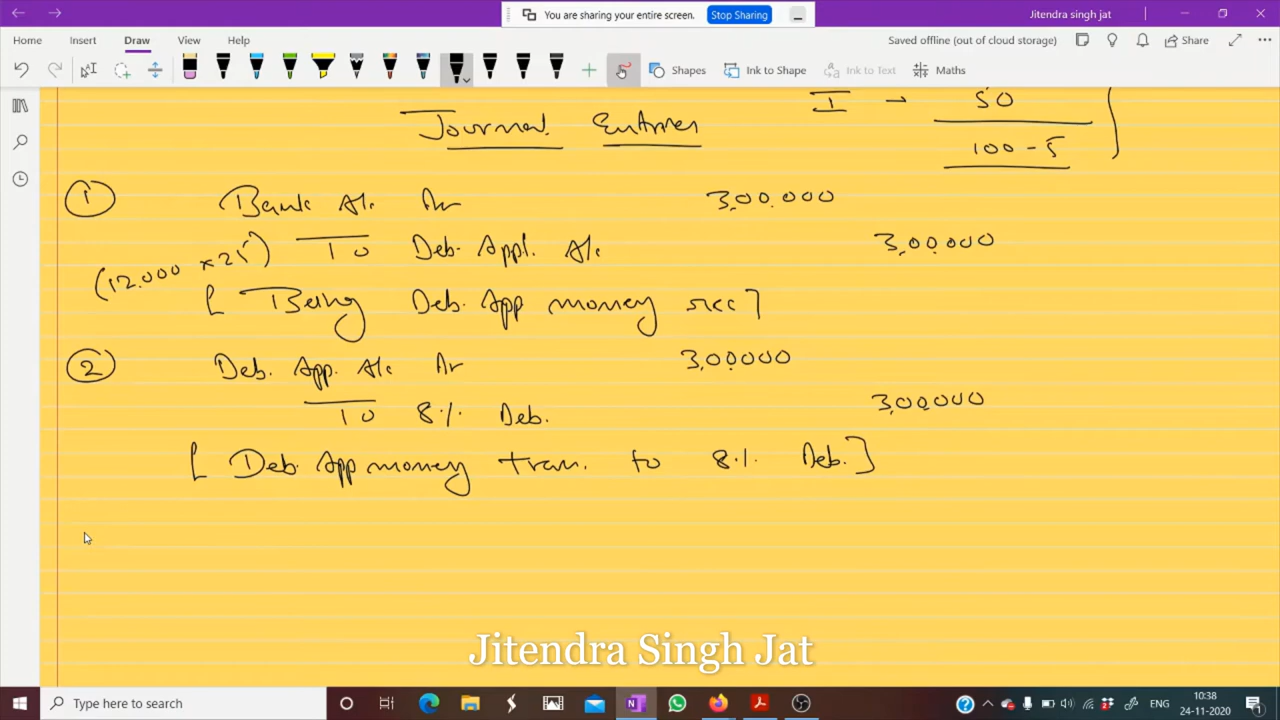 You are sharing your entire screen. Stop Sharing
Jitendra singh jat
Home Insert Draw View Help
Saved offline (out of cloud storage) Share
Shapes Ink to Shape Ink to Text Maths
I → 50
100 - 5
Journal Entries
① Bank A/c Dr 3,00,000
(12,000 × 25) To Deb. Appl. A/c 3,00,000
[ Being Deb. App money rec ]
② Deb. App. A/c Dr 3,00,000
To 8% Deb. 3,00,000
[ Deb. App money tran. to 8% Deb. ]
Jitendra Singh Jat
Type here to search
ENG
10:38
24-11-2020